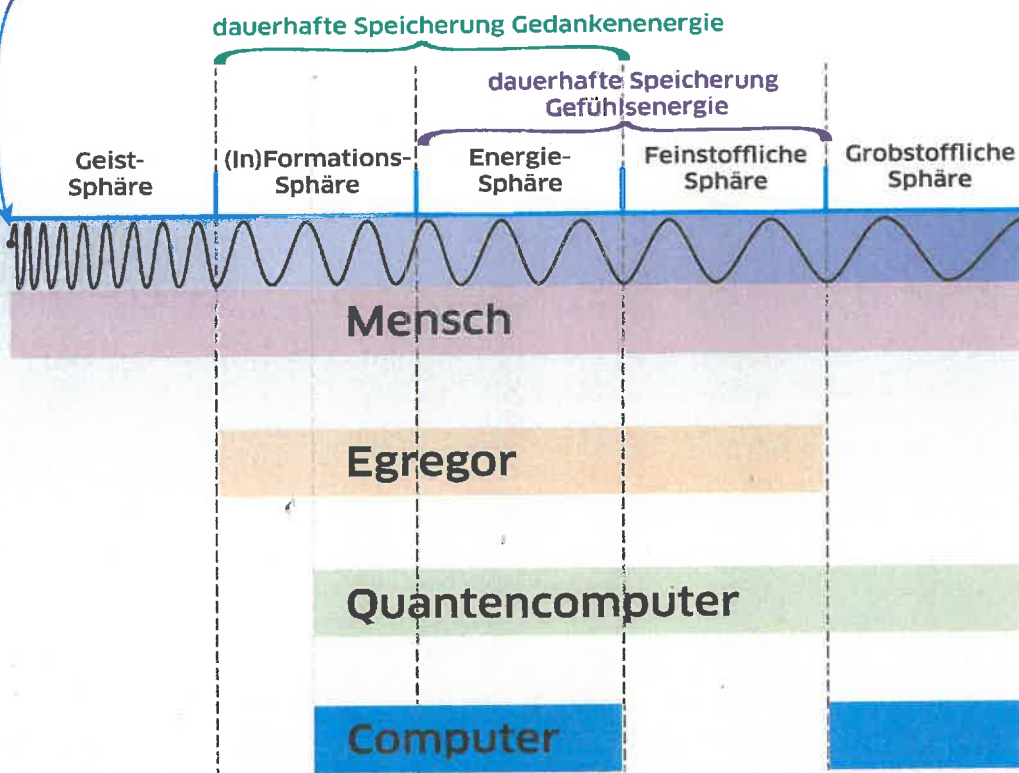 dauerhafte Speicherung Gedankenenergie
dauerhafte Speicherung
Gefühlsenergie
Geist-
Sphäre
(In)Formations-
Sphäre
Energie-
Sphäre
Feinstoffliche
Sphäre
Grobstoffliche
Sphäre
Mensch
Egregor
Quantencomputer
Computer